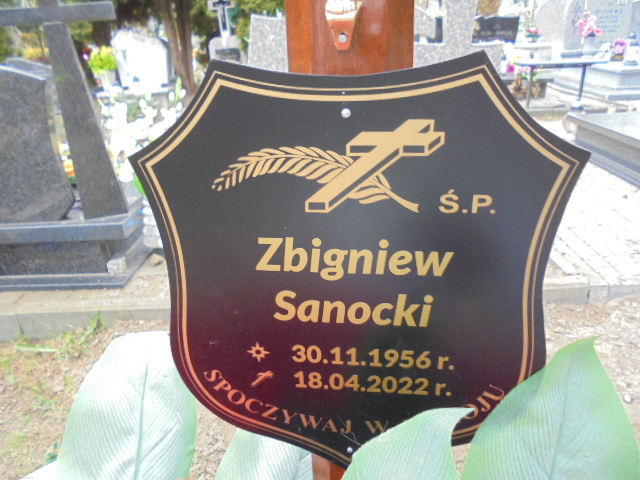 Ś.P.
Zbigniew
Sanocki
30.11.1956 r.
18.04.2022 r.
SPOCZYWAJ W